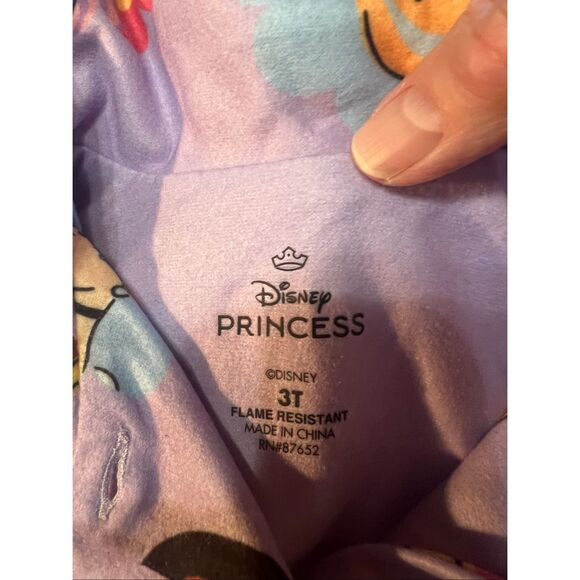 Disney
PRINCESS
©DISNEY
3T
FLAME RESISTANT
MADE IN CHINA
RN#87652